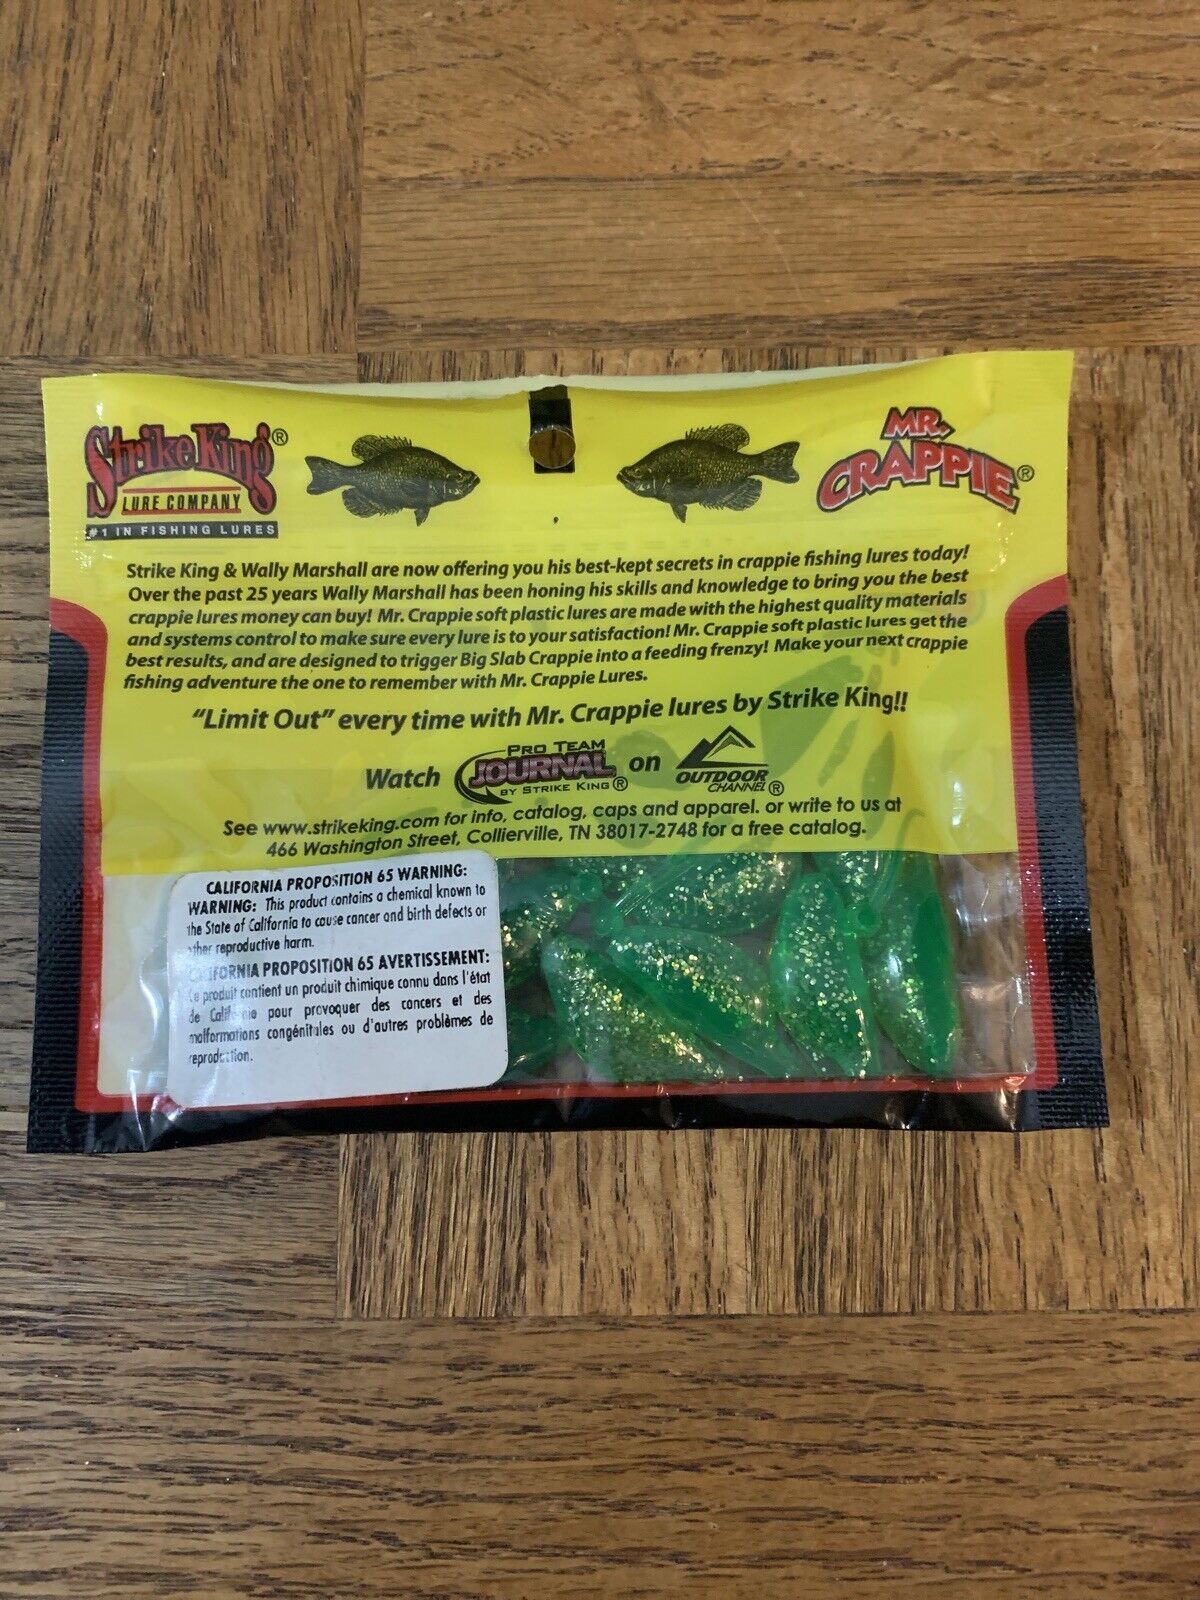 Strike King®
LURE COMPANY
#1 IN FISHING LURES
MR.
CRAPPIE®
Strike King & Wally Marshall are now offering you his best-kept secrets in crappie fishing lures today!
Over the past 25 years Wally Marshall has been honing his skills and knowledge to bring you the best
crappie lures money can buy! Mr. Crappie soft plastic lures are made with the highest quality materials
and systems control to make sure every lure is to your satisfaction! Mr. Crappie soft plastic lures get the
best results, and are designed to trigger Big Slab Crappie into a feeding frenzy! Make your next crappie
fishing adventure the one to remember with Mr. Crappie Lures.
"Limit Out" every time with Mr. Crappie lures by Strike King!!
Watch PRO TEAM JOURNAL BY STRIKE KING® on OUTDOOR CHANNEL®
See www.strikeking.com for info, catalog, caps and apparel. or write to us at
466 Washington Street, Collierville, TN 38017-2748 for a free catalog.
CALIFORNIA PROPOSITION 65 WARNING:
WARNING: This product contains a chemical known to
the State of California to cause cancer and birth defects or
other reproductive harm.
CALIFORNIA PROPOSITION 65 AVERTISSEMENT:
Le produit contient un produit chimique connu dans l'état
de Californie pour provoquer des cancers et des
malformations congénitales ou d'autres problèmes de
reproduction.